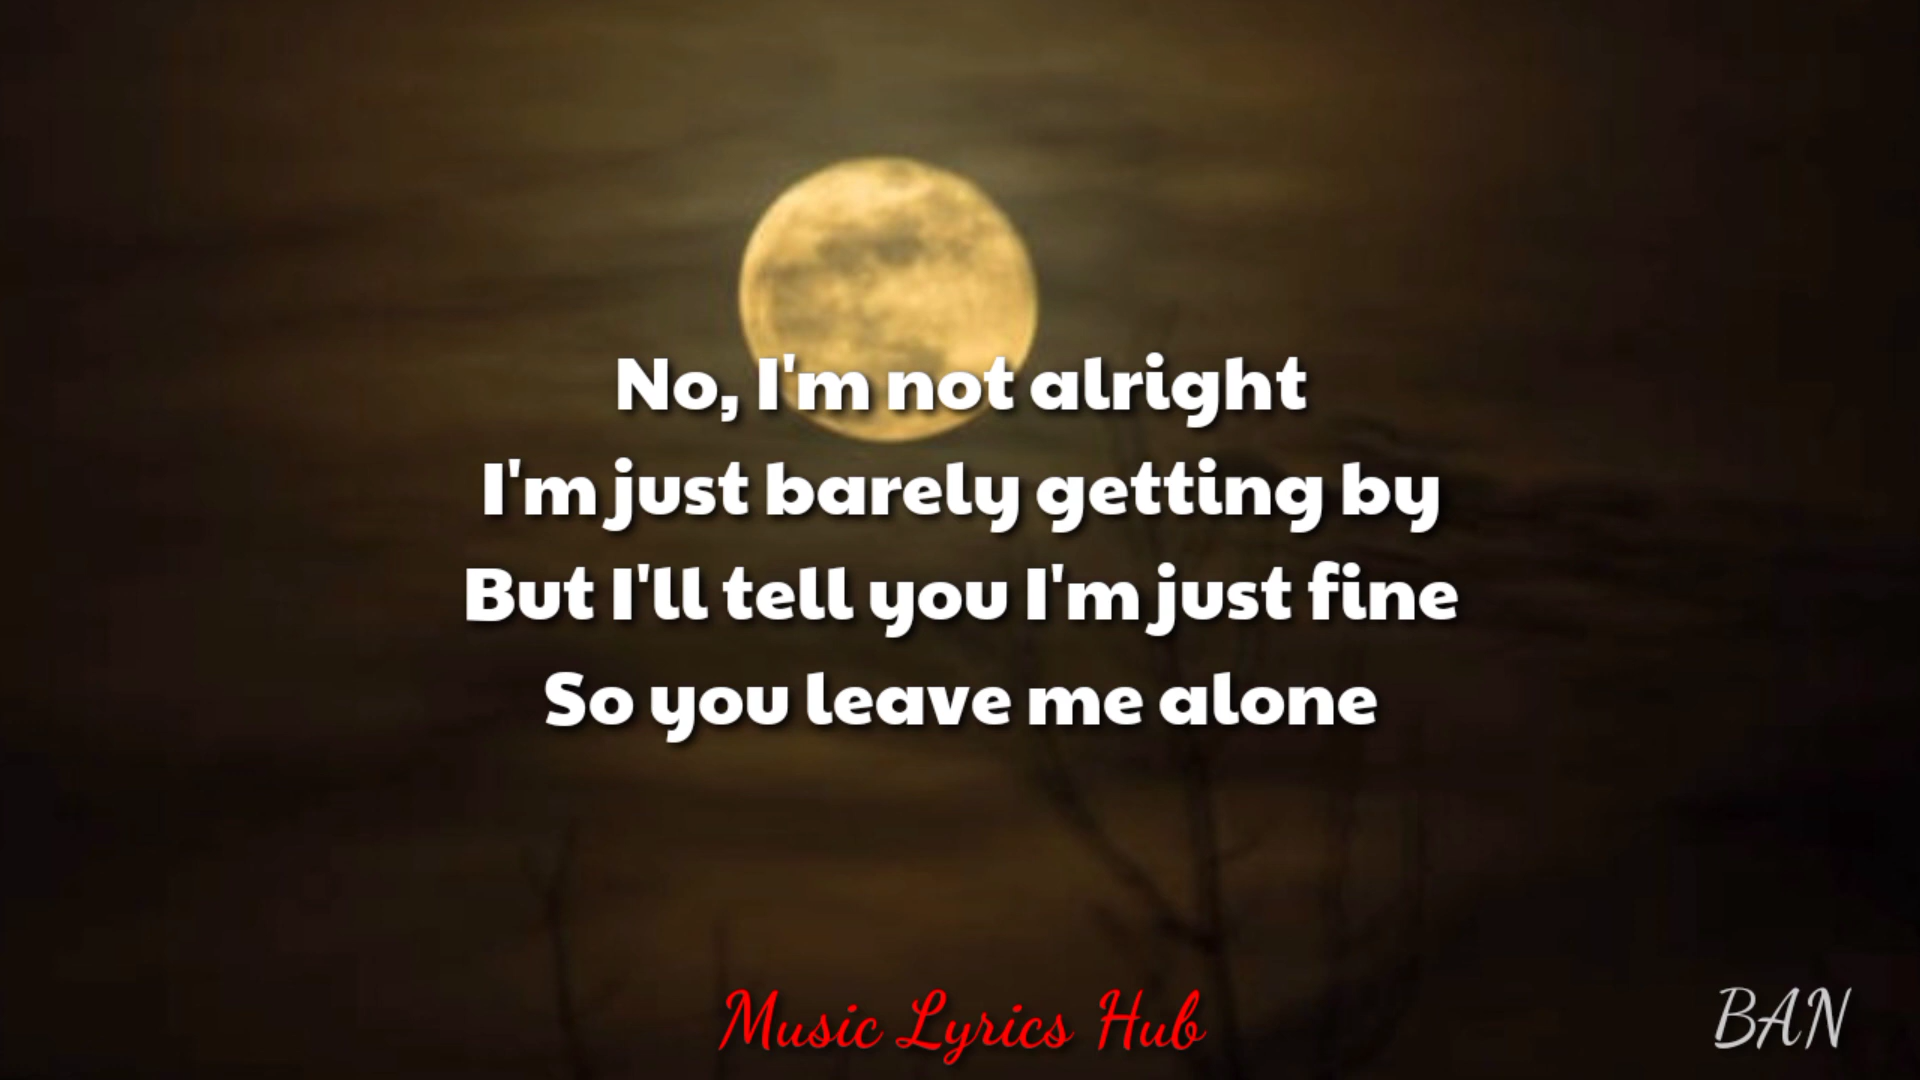 No, I'm not alright
I'm just barely getting by
But I'll tell you I'm just fine
So you leave me alone
Music Lyrics Hub
BAN